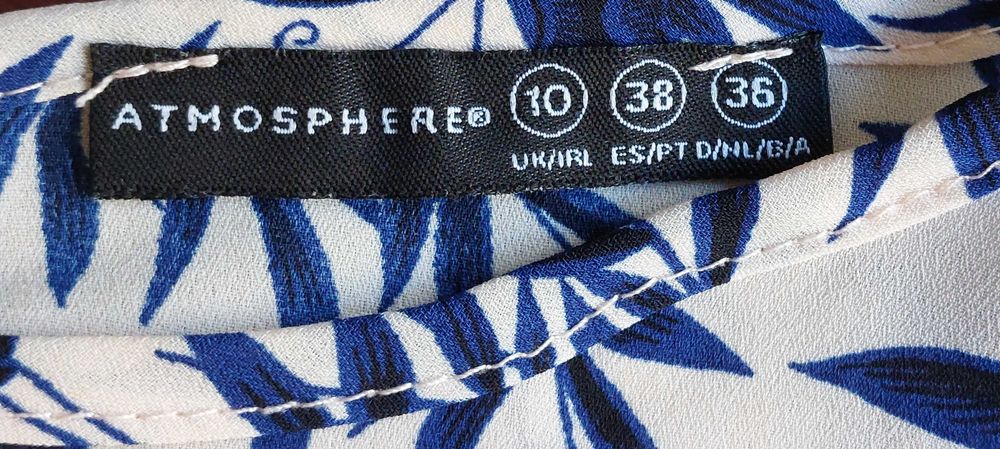 ATMOSPHERE® 10 38 36
UK/IRL ES/PT D/NL/B/A